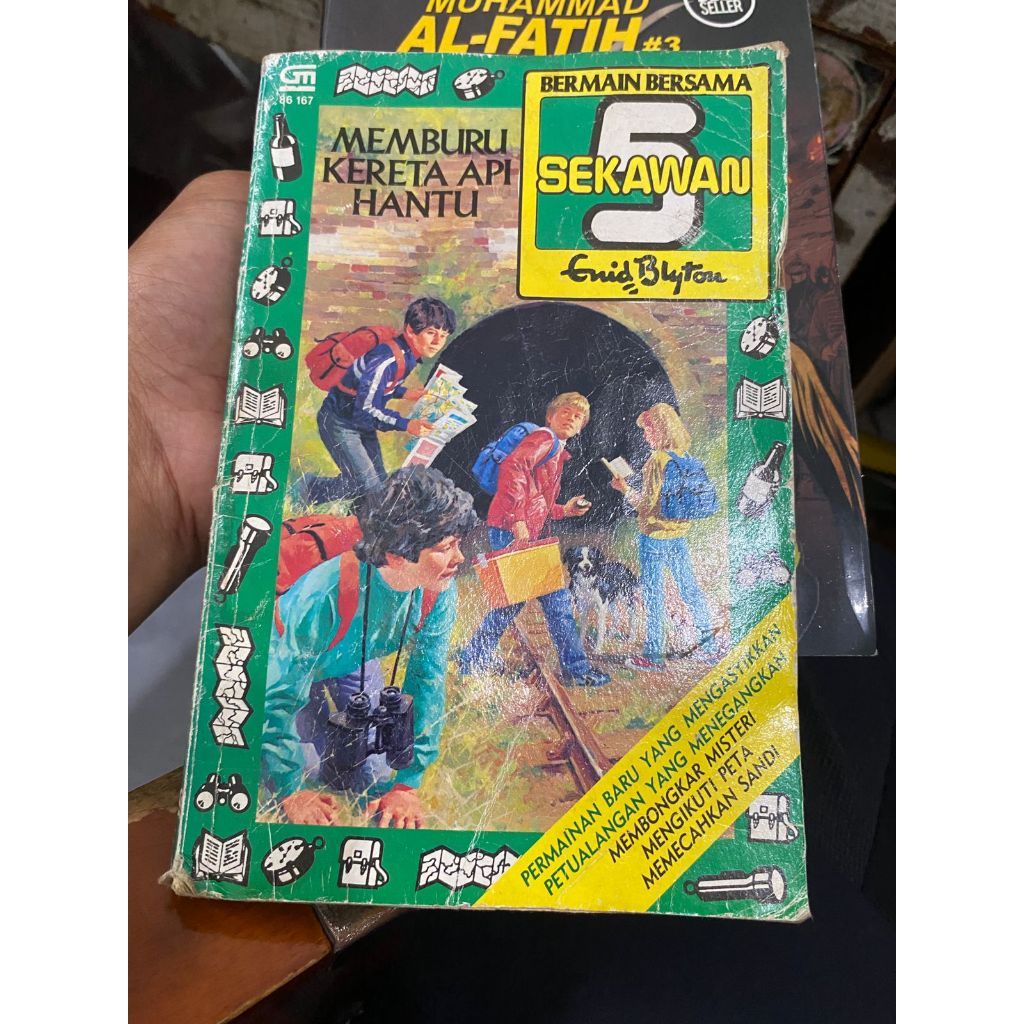 MUHAMMAD
AL-FATIH #3
SELLER
GM
86 167
MEMBURU
KERETA API
HANTU
BERMAIN BERSAMA
5
SEKAWAN
Enid Blyton
PERMAINAN BARU YANG MENGASYIKKAN
PETUALANGAN YANG MENEGANGKAN
MEMBONGKAR MISTERI
MENGIKUTI PETA
MEMECAHKAN SANDI